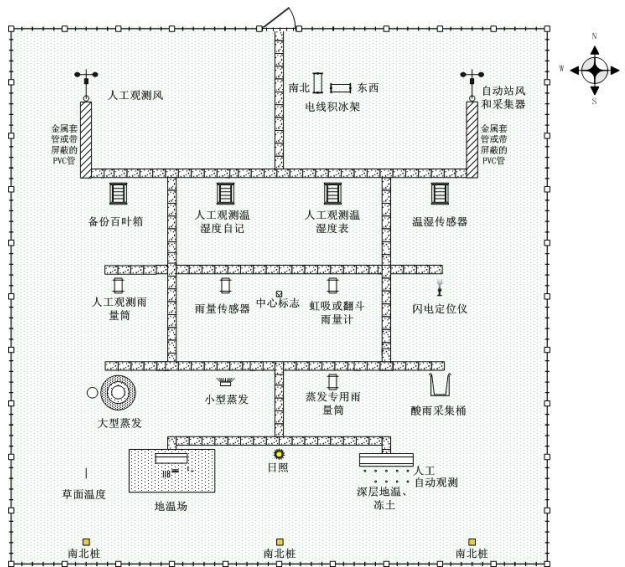 N
W
S
人工观测风
南北
东西
电线积冰架
自动站风
和采集器
金属套
管或带
屏蔽的
PVC管
金属套
管或带
屏蔽的
PVC管
备份百叶箱
人工观测温
湿度自记
人工观测温
湿度表
温湿传感器
人工观测雨
量筒
雨量传感器
中心标志
虹吸或翻斗
雨量计
闪电定位仪
大型蒸发
小型蒸发
蒸发专用雨
量筒
酸雨采集桶
草面温度
地温场
日照
人工
自动观测
深层地温、
冻土
南北桩
南北桩
南北桩